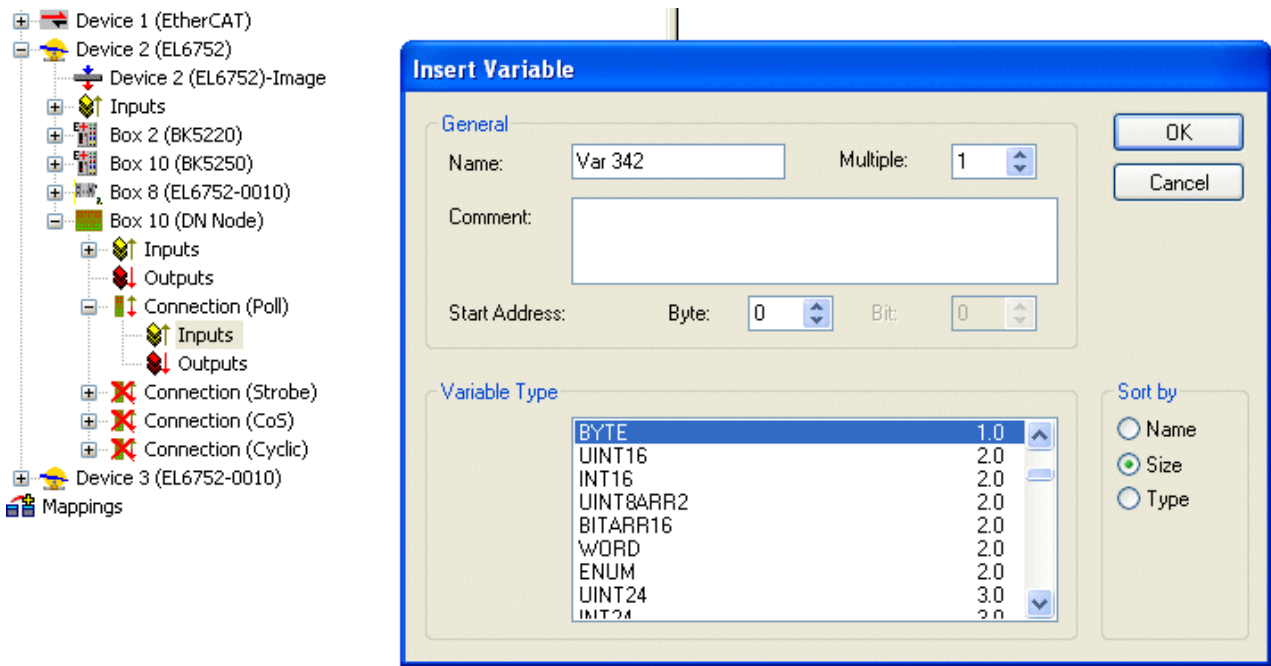 Device 1 (EtherCAT)
Device 2 (EL6752)
Device 2 (EL6752)-Image
Inputs
Box 2 (BK5220)
Box 10 (BK5250)
Box 8 (EL6752-0010)
Box 10 (DN Node)
Inputs
Outputs
Connection (Poll)
Inputs
Outputs
Connection (Strobe)
Connection (CoS)
Connection (Cyclic)
Device 3 (EL6752-0010)
Mappings
Insert Variable
General
Name: Var 342 Multiple: 1
Comment:
Start Address: Byte: 0 Bit: 0
OK
Cancel
Variable Type
BYTE 1.0
UINT16 2.0
INT16 2.0
UINT8ARR2 2.0
BITARR16 2.0
WORD 2.0
ENUM 2.0
UINT24 3.0
INT24 3.0
Sort by
Name
Size
Type